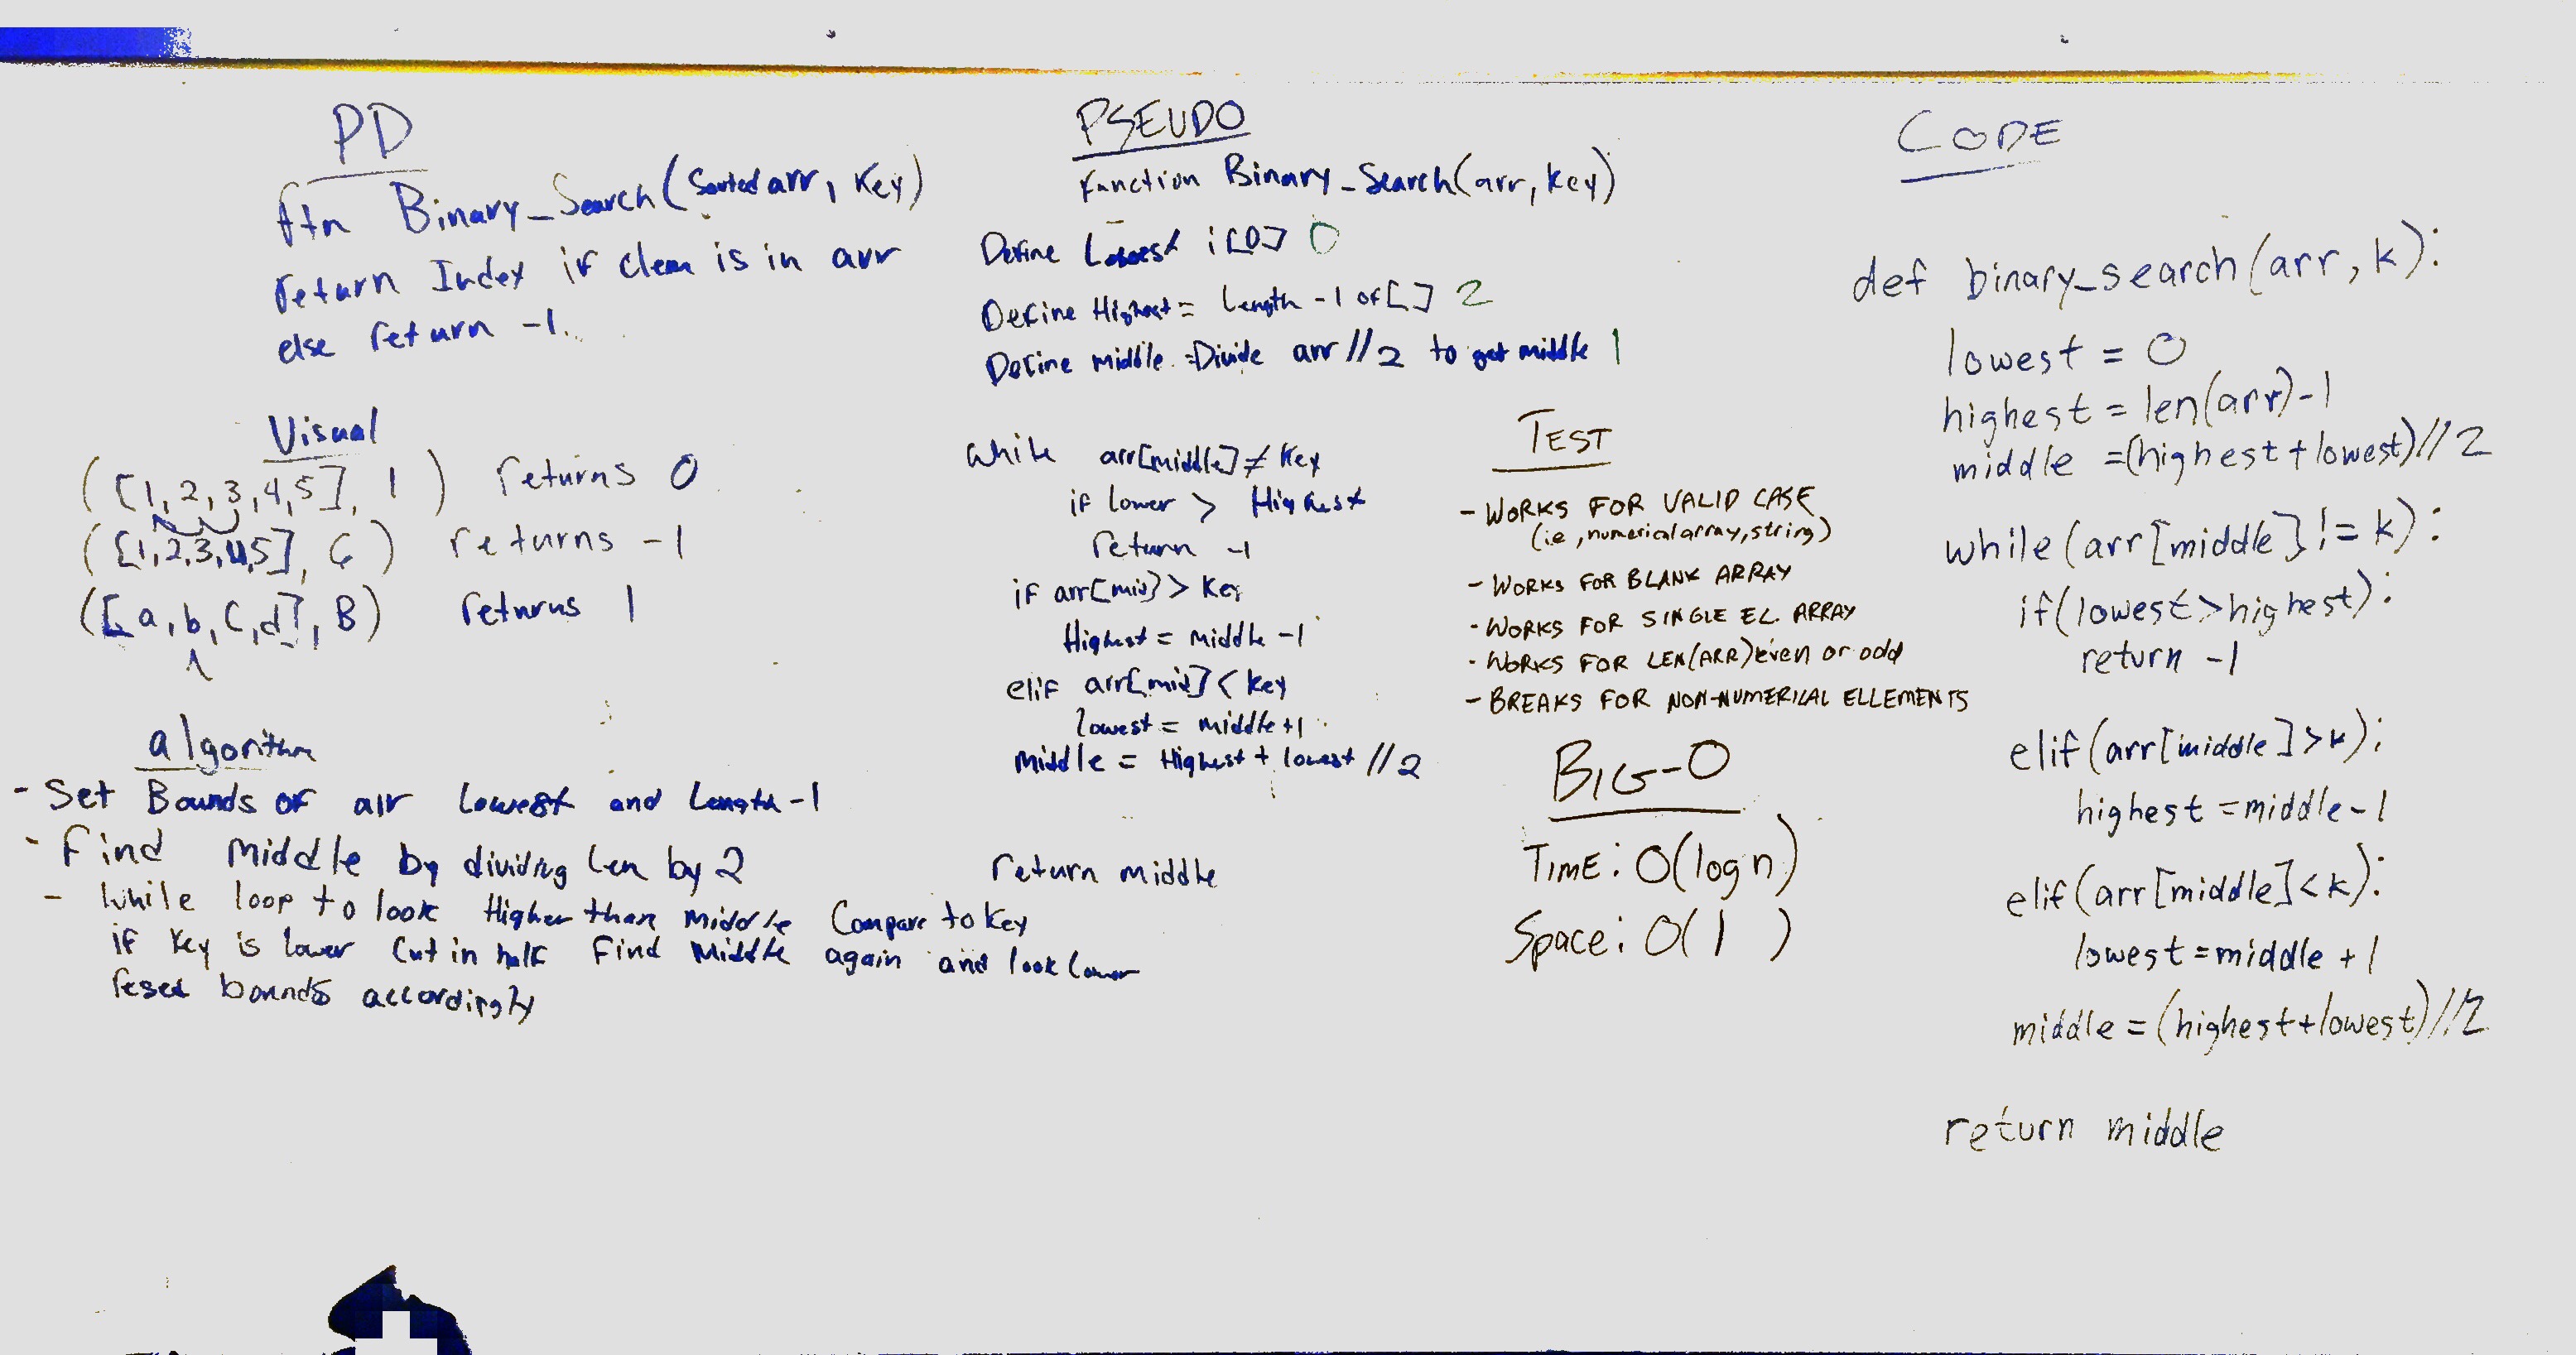 PD
ftn Binary_Search(Sorted arr, Key)
return Index if elem is in arr
else return -1.
Visual
([1,2,3,4,5], 1) returns 0
([1,2,3,4,5], 6) returns -1
([a,b,C,d], B) returns 1
algorithm
- Set Bounds of arr Lowest and Length-1
- Find Middle by dividing Len by 2
- While loop to look Higher than Middle Compare to Key
if Key is lower Cut in half Find Middle again and look lower
reset bounds accordingly
PSEUDO
Function Binary_Search(arr, key)
Define Lowest i[0] 0
Define Highest = Length -1 of [ ] 2
Define middle = Divide arr//2 to get middle 1
While arr[middle] ≠ Key
if lower > Highest
return -1
if arr[mid] > Key
Highest = middle -1
elif arr[mid] < key
lowest = middle +1
middle = Highest + lowest //2
return middle
TEST
- WORKS FOR VALID CASE
(i.e, numerical array, string)
- WORKS FOR BLANK ARRAY
- WORKS FOR SINGLE EL. ARRAY
- WORKS FOR LEN(ARR) even or odd
- BREAKS FOR NON-NUMERICAL ELLEMENTS
BIG-O
TIME: O(log n)
Space: O(1 )
CODE
def binary_search(arr, k):
lowest = 0
highest = len(arr)-1
middle =(highest+lowest)//2
while(arr[middle] != k):
if(lowest>highest):
return -1
elif(arr[middle]>k):
highest = middle-1
elif(arr[middle]<k):
lowest = middle +1
middle = (highest+lowest)//2
return middle